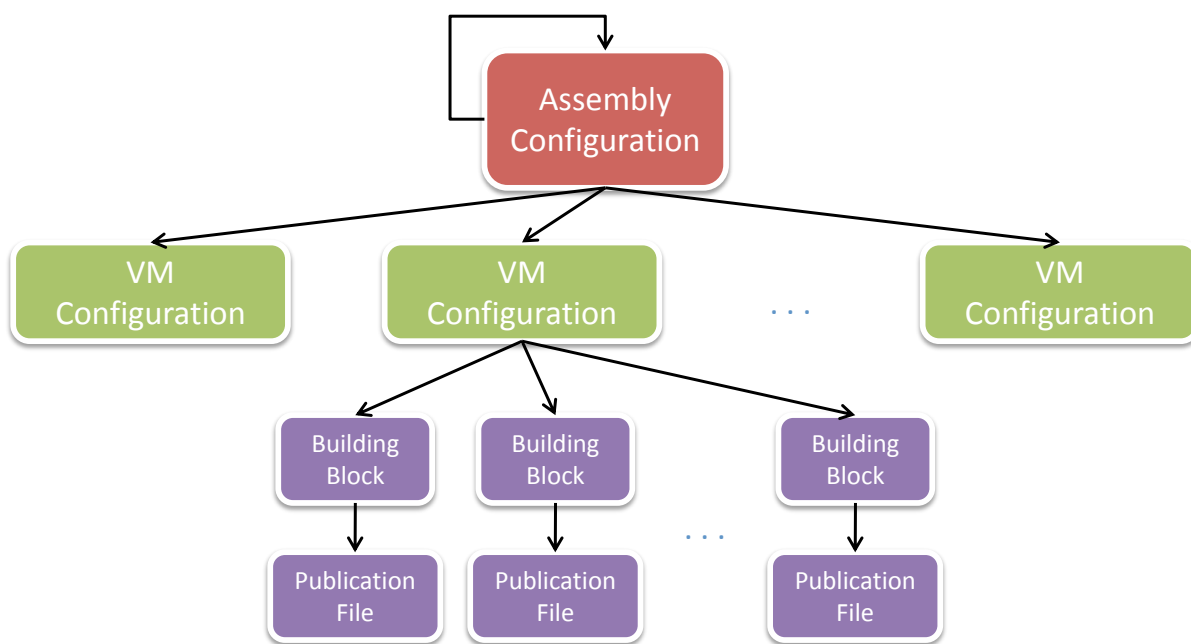 Assembly
Configuration
VM
Configuration
VM
Configuration
. . .
VM
Configuration
Building
Block
Building
Block
Building
Block
. . .
Publication
File
Publication
File
Publication
File